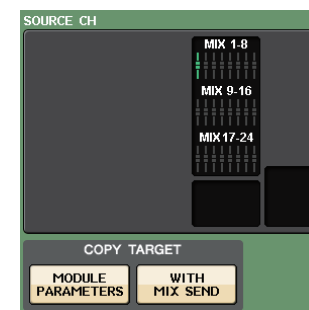 SOURCE CH
MIX 1-8
MIX 9-16
MIX 17-24
COPY TARGET
MODULE
PARAMETERS
WITH
MIX SEND